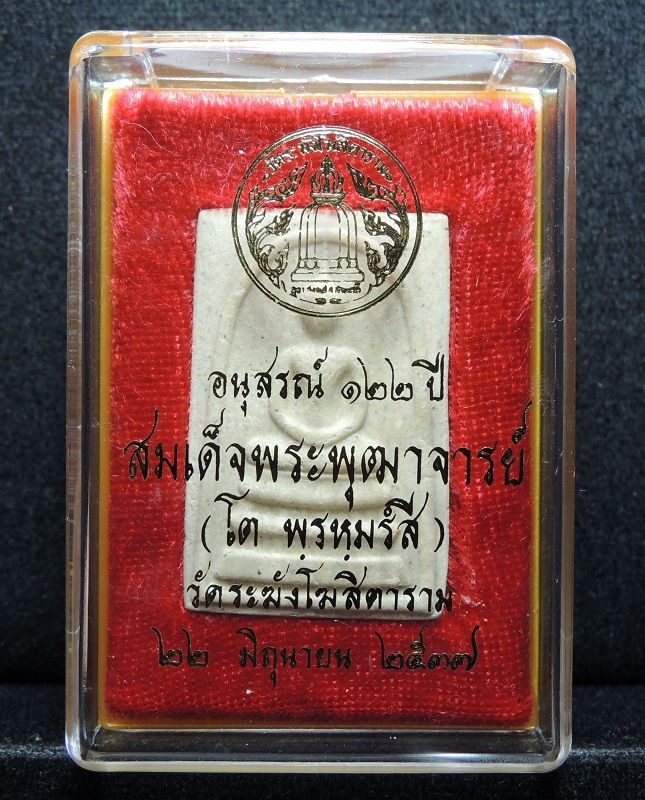 อนุสรณ์ ๑๒๒ ปี
สมเด็จพระพุฒาจารย์
( โต พฺรหฺมรํสี )
วัดระฆังโฆสิตาราม
๒๒ มิถุนายน ๒๕๓๗